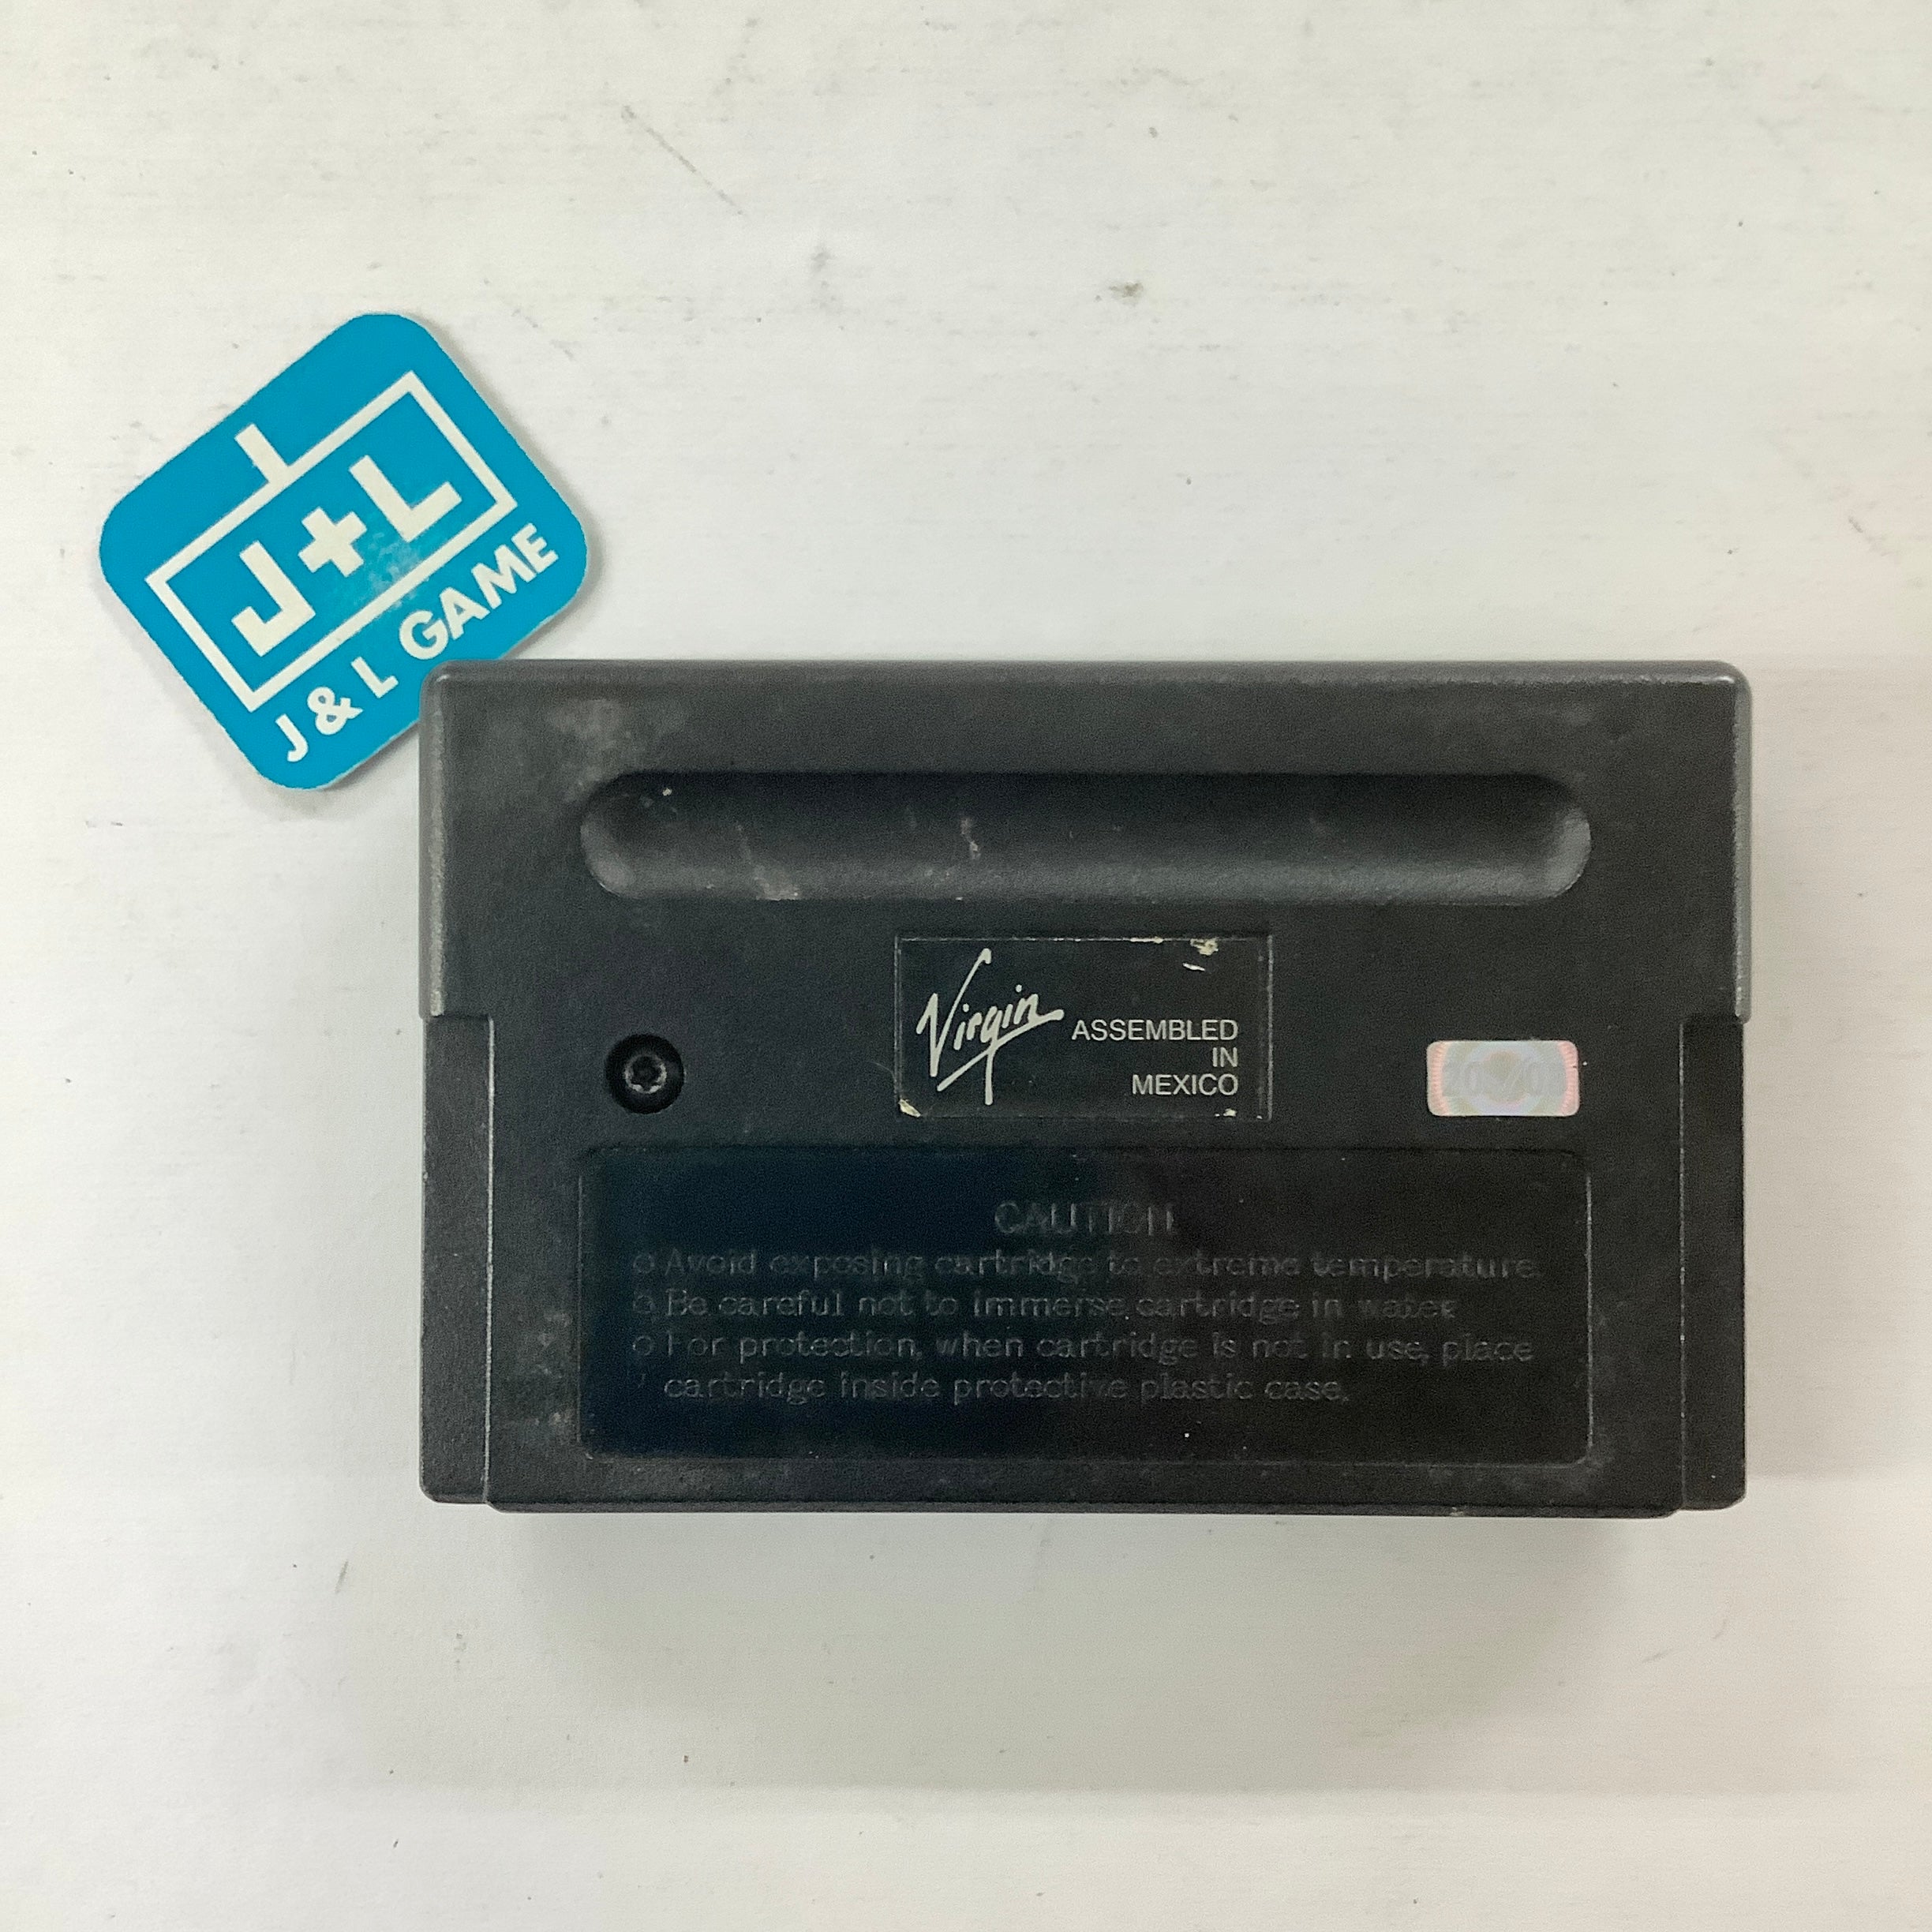 J+L
J & L GAME
Virgin
ASSEMBLED
IN
MEXICO
CAUTION
o Avoid exposing cartridge to extreme temperature.
o Be careful not to immerse cartridge in water
o For protection, when cartridge is not in use, place
cartridge inside protective plastic case.